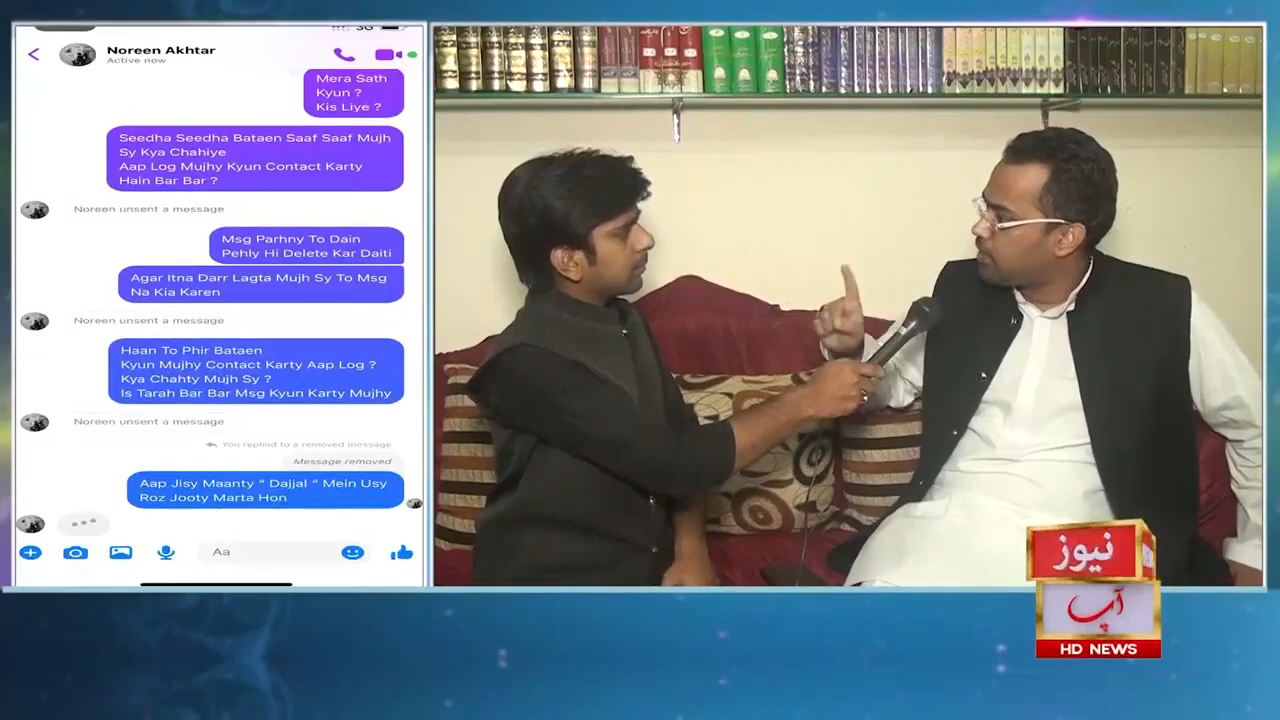 3G
Noreen Akhtar
Active now
Mera Sath
Kyun ?
Kis Liye ?
Seedha Seedha Bataen Saaf Saaf Mujh
Sy Kya Chahiye
Aap Log Mujhy Kyun Contact Karty
Hain Bar Bar ?
Noreen unsent a message
Msg Parhny To Dain
Pehly Hi Delete Kar Daiti
Agar Itna Darr Lagta Mujh Sy To Msg
Na Kia Karen
Noreen unsent a message
Haan To Phir Bataen
Kyun Mujhy Contact Karty Aap Log ?
Kya Chahty Mujh Sy ?
Is Tarah Bar Bar Msg Kyun Karty Mujhy
Noreen unsent a message
You replied to a removed message
Message removed
Aap Jisy Maanty “ Dajjal “ Mein Usy
Roz Jooty Marta Hon
Aa
نیوز
آپ
HD NEWS